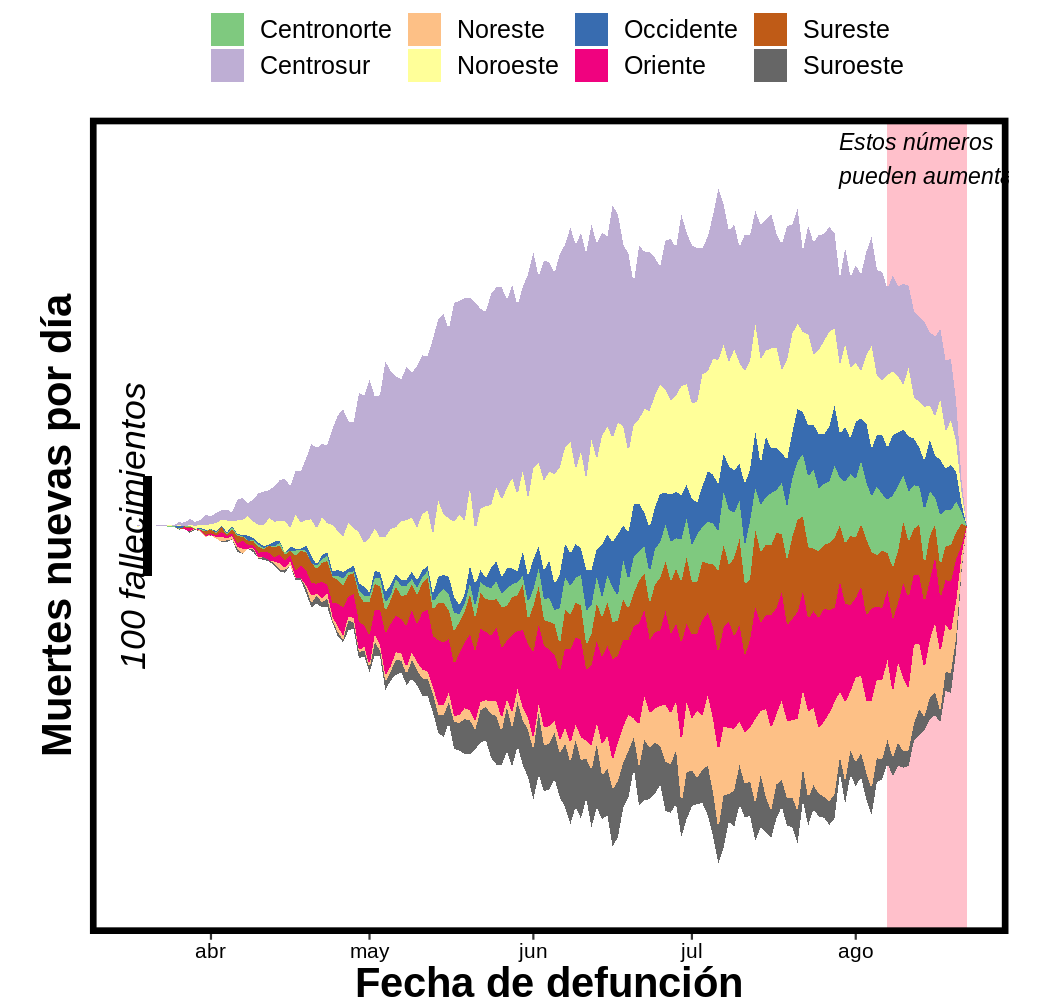 Centronorte Noreste Occidente Sureste
Centrosur Noroeste Oriente Suroeste
Estos números
pueden aumenta
Muertes nuevas por día
100 fallecimientos
abr may jun jul ago
Fecha de defunción